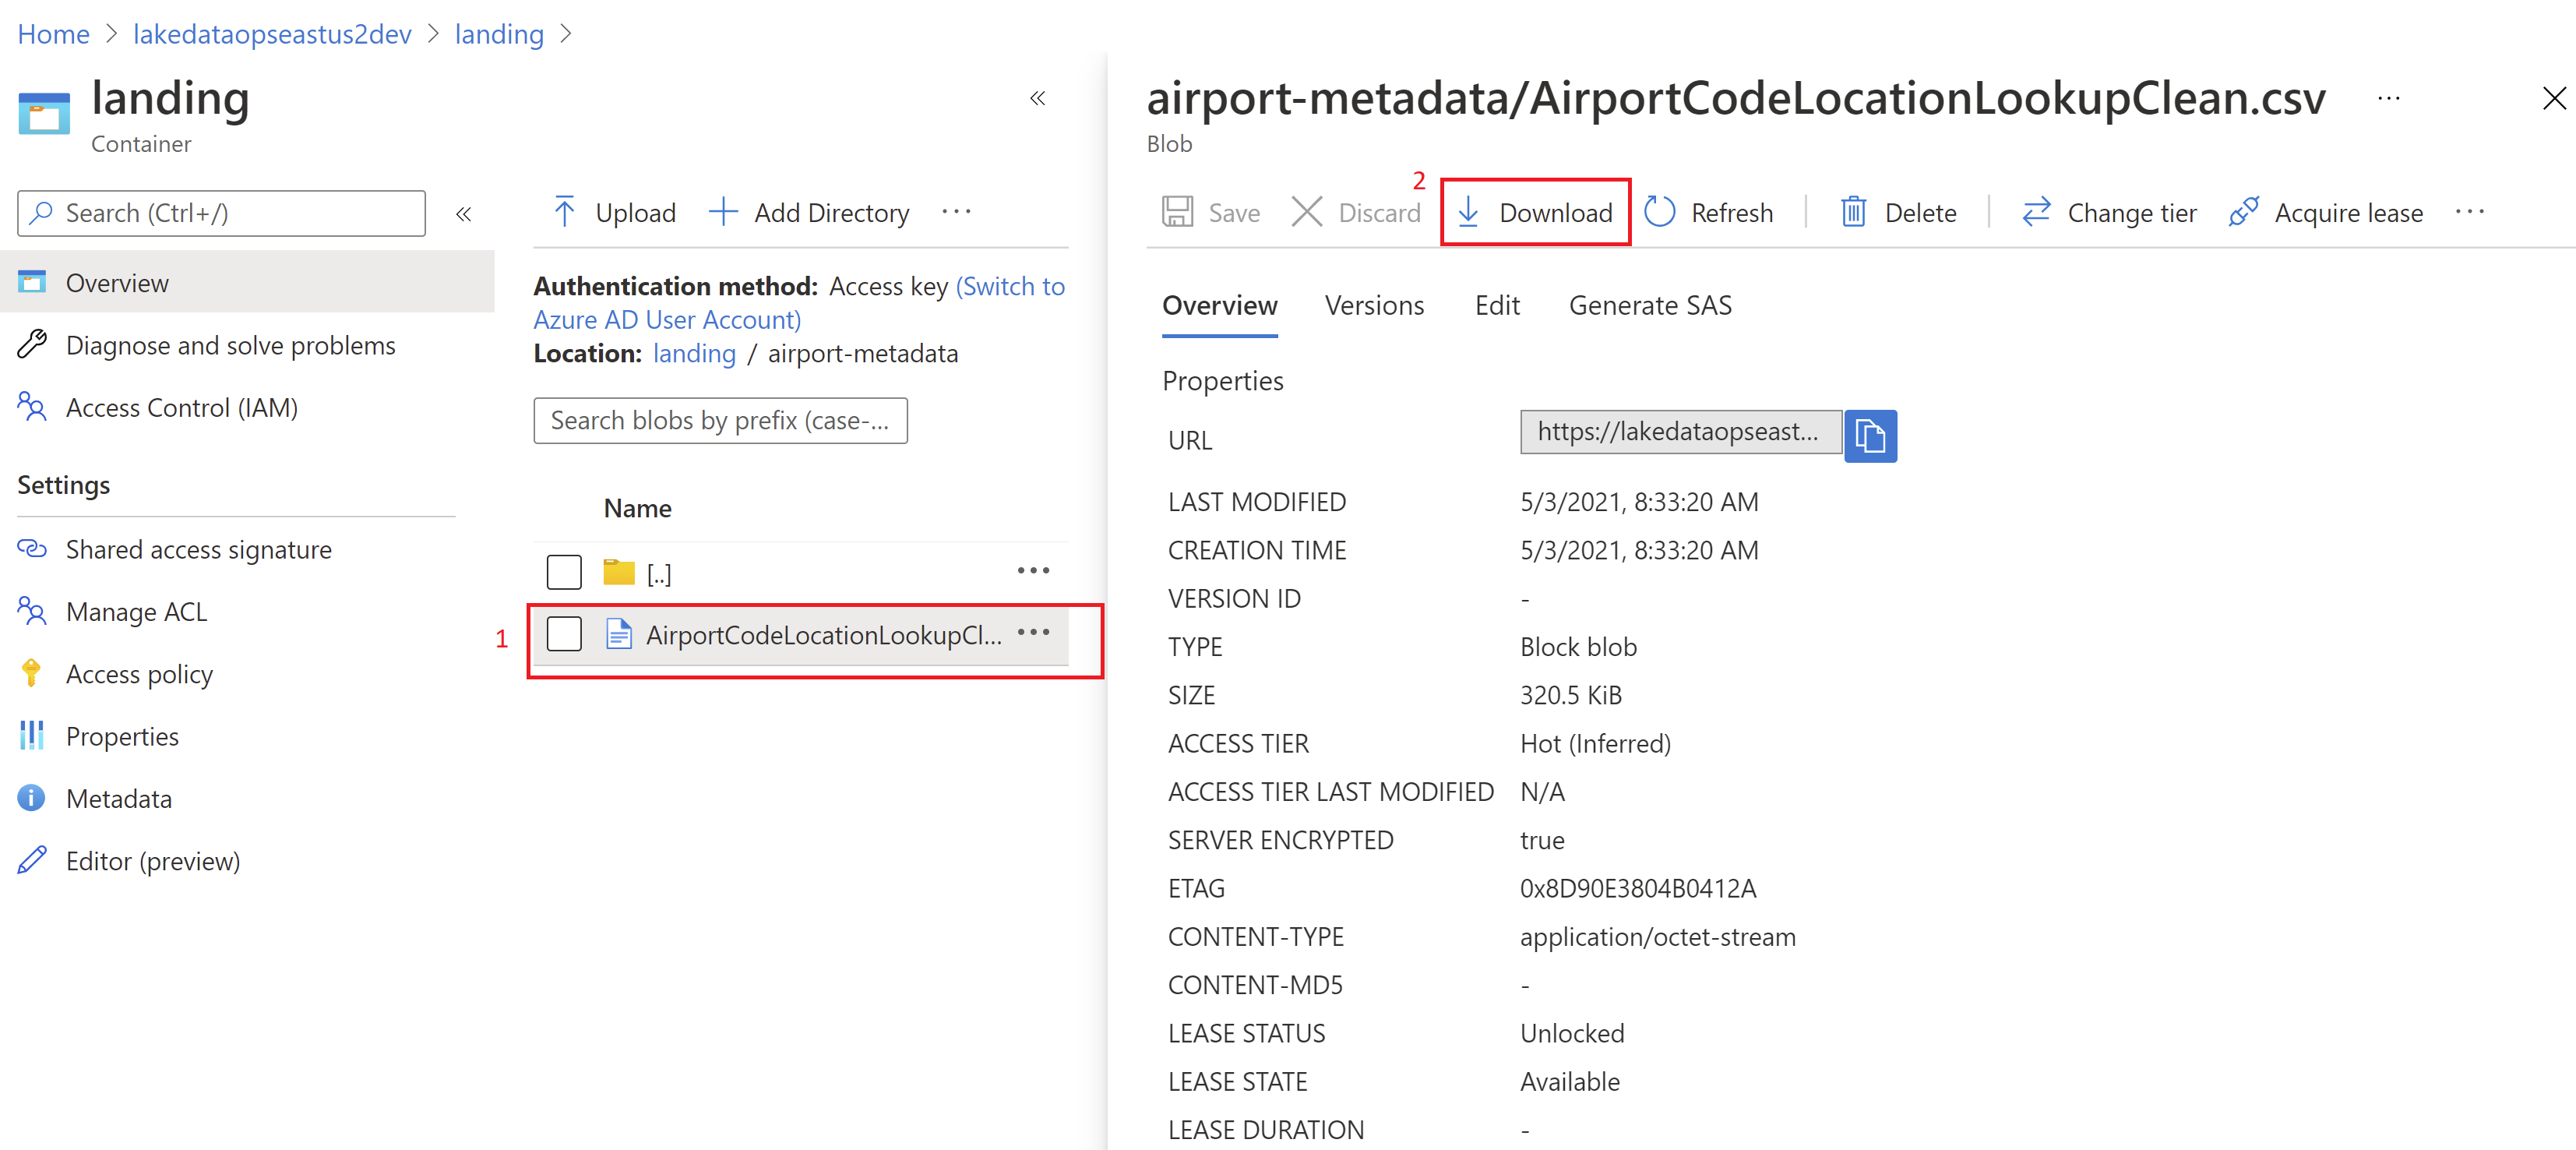 Home > lakedataopseastus2dev > landing >
landing
Container
«
Search (Ctrl+/)
«
Overview
Diagnose and solve problems
Access Control (IAM)
Settings
Shared access signature
Manage ACL
Access policy
Properties
Metadata
Editor (preview)
Upload Add Directory ...
Authentication method: Access key (Switch to
Azure AD User Account)
Location: landing / airport-metadata
Search blobs by prefix (case-...
Name
[..] ...
1
AirportCodeLocationLookupCl... ...
airport-metadata/AirportCodeLocationLookupClean.csv ...
Blob
2
Save Discard Download Refresh Delete Change tier Acquire lease ...
Overview Versions Edit Generate SAS
Properties
URL https://lakedataopseast...
LAST MODIFIED 5/3/2021, 8:33:20 AM
CREATION TIME 5/3/2021, 8:33:20 AM
VERSION ID -
TYPE Block blob
SIZE 320.5 KiB
ACCESS TIER Hot (Inferred)
ACCESS TIER LAST MODIFIED N/A
SERVER ENCRYPTED true
ETAG 0x8D90E3804B0412A
CONTENT-TYPE application/octet-stream
CONTENT-MD5 -
LEASE STATUS Unlocked
LEASE STATE Available
LEASE DURATION -